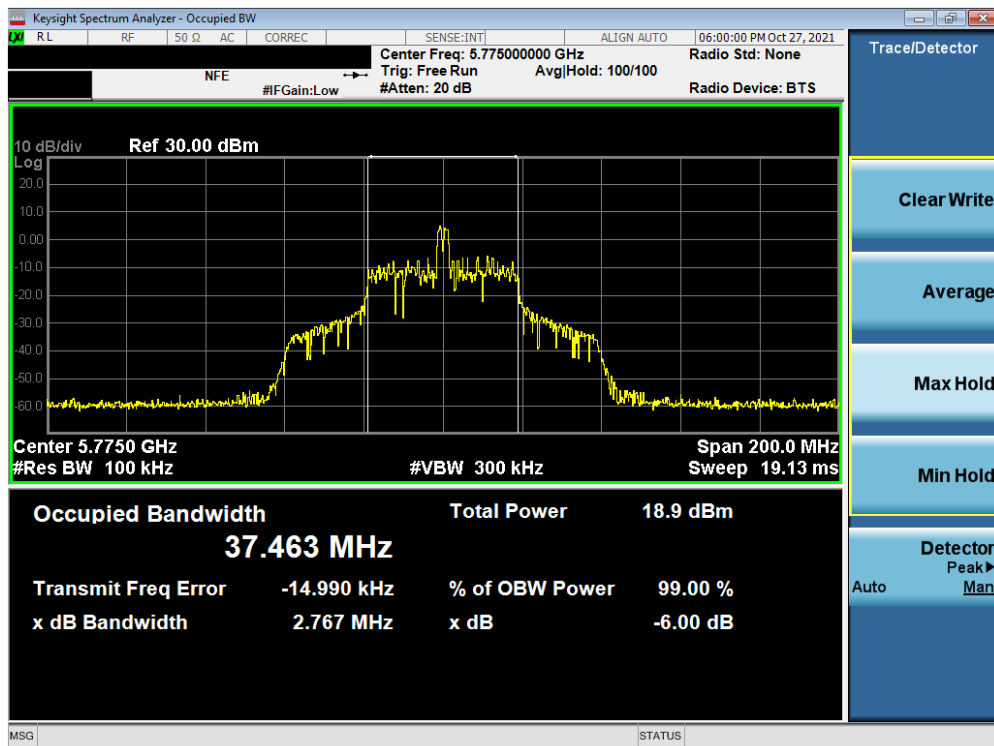 Keysight Spectrum Analyzer - Occupied BW
LXI RL RF 50 Ω AC CORREC SENSE:INT ALIGN AUTO 06:00:00 PM Oct 27, 2021
Center Freq: 5.775000000 GHz Radio Std: None
NFE Trig: Free Run Avg|Hold: 100/100
#IFGain:Low #Atten: 20 dB Radio Device: BTS
10 dB/div Ref 30.00 dBm
Log
20.0
10.0
0.00
-10.0
-20.0
-30.0
-40.0
-50.0
-60.0
Center 5.7750 GHz Span 200.0 MHz
#Res BW 100 kHz #VBW 300 kHz Sweep 19.13 ms
Occupied Bandwidth Total Power 18.9 dBm
37.463 MHz
Transmit Freq Error -14.990 kHz % of OBW Power 99.00 %
x dB Bandwidth 2.767 MHz x dB -6.00 dB
MSG STATUS
Trace/Detector
Clear Write
Average
Max Hold
Min Hold
Detector
Peak▶
Auto Man